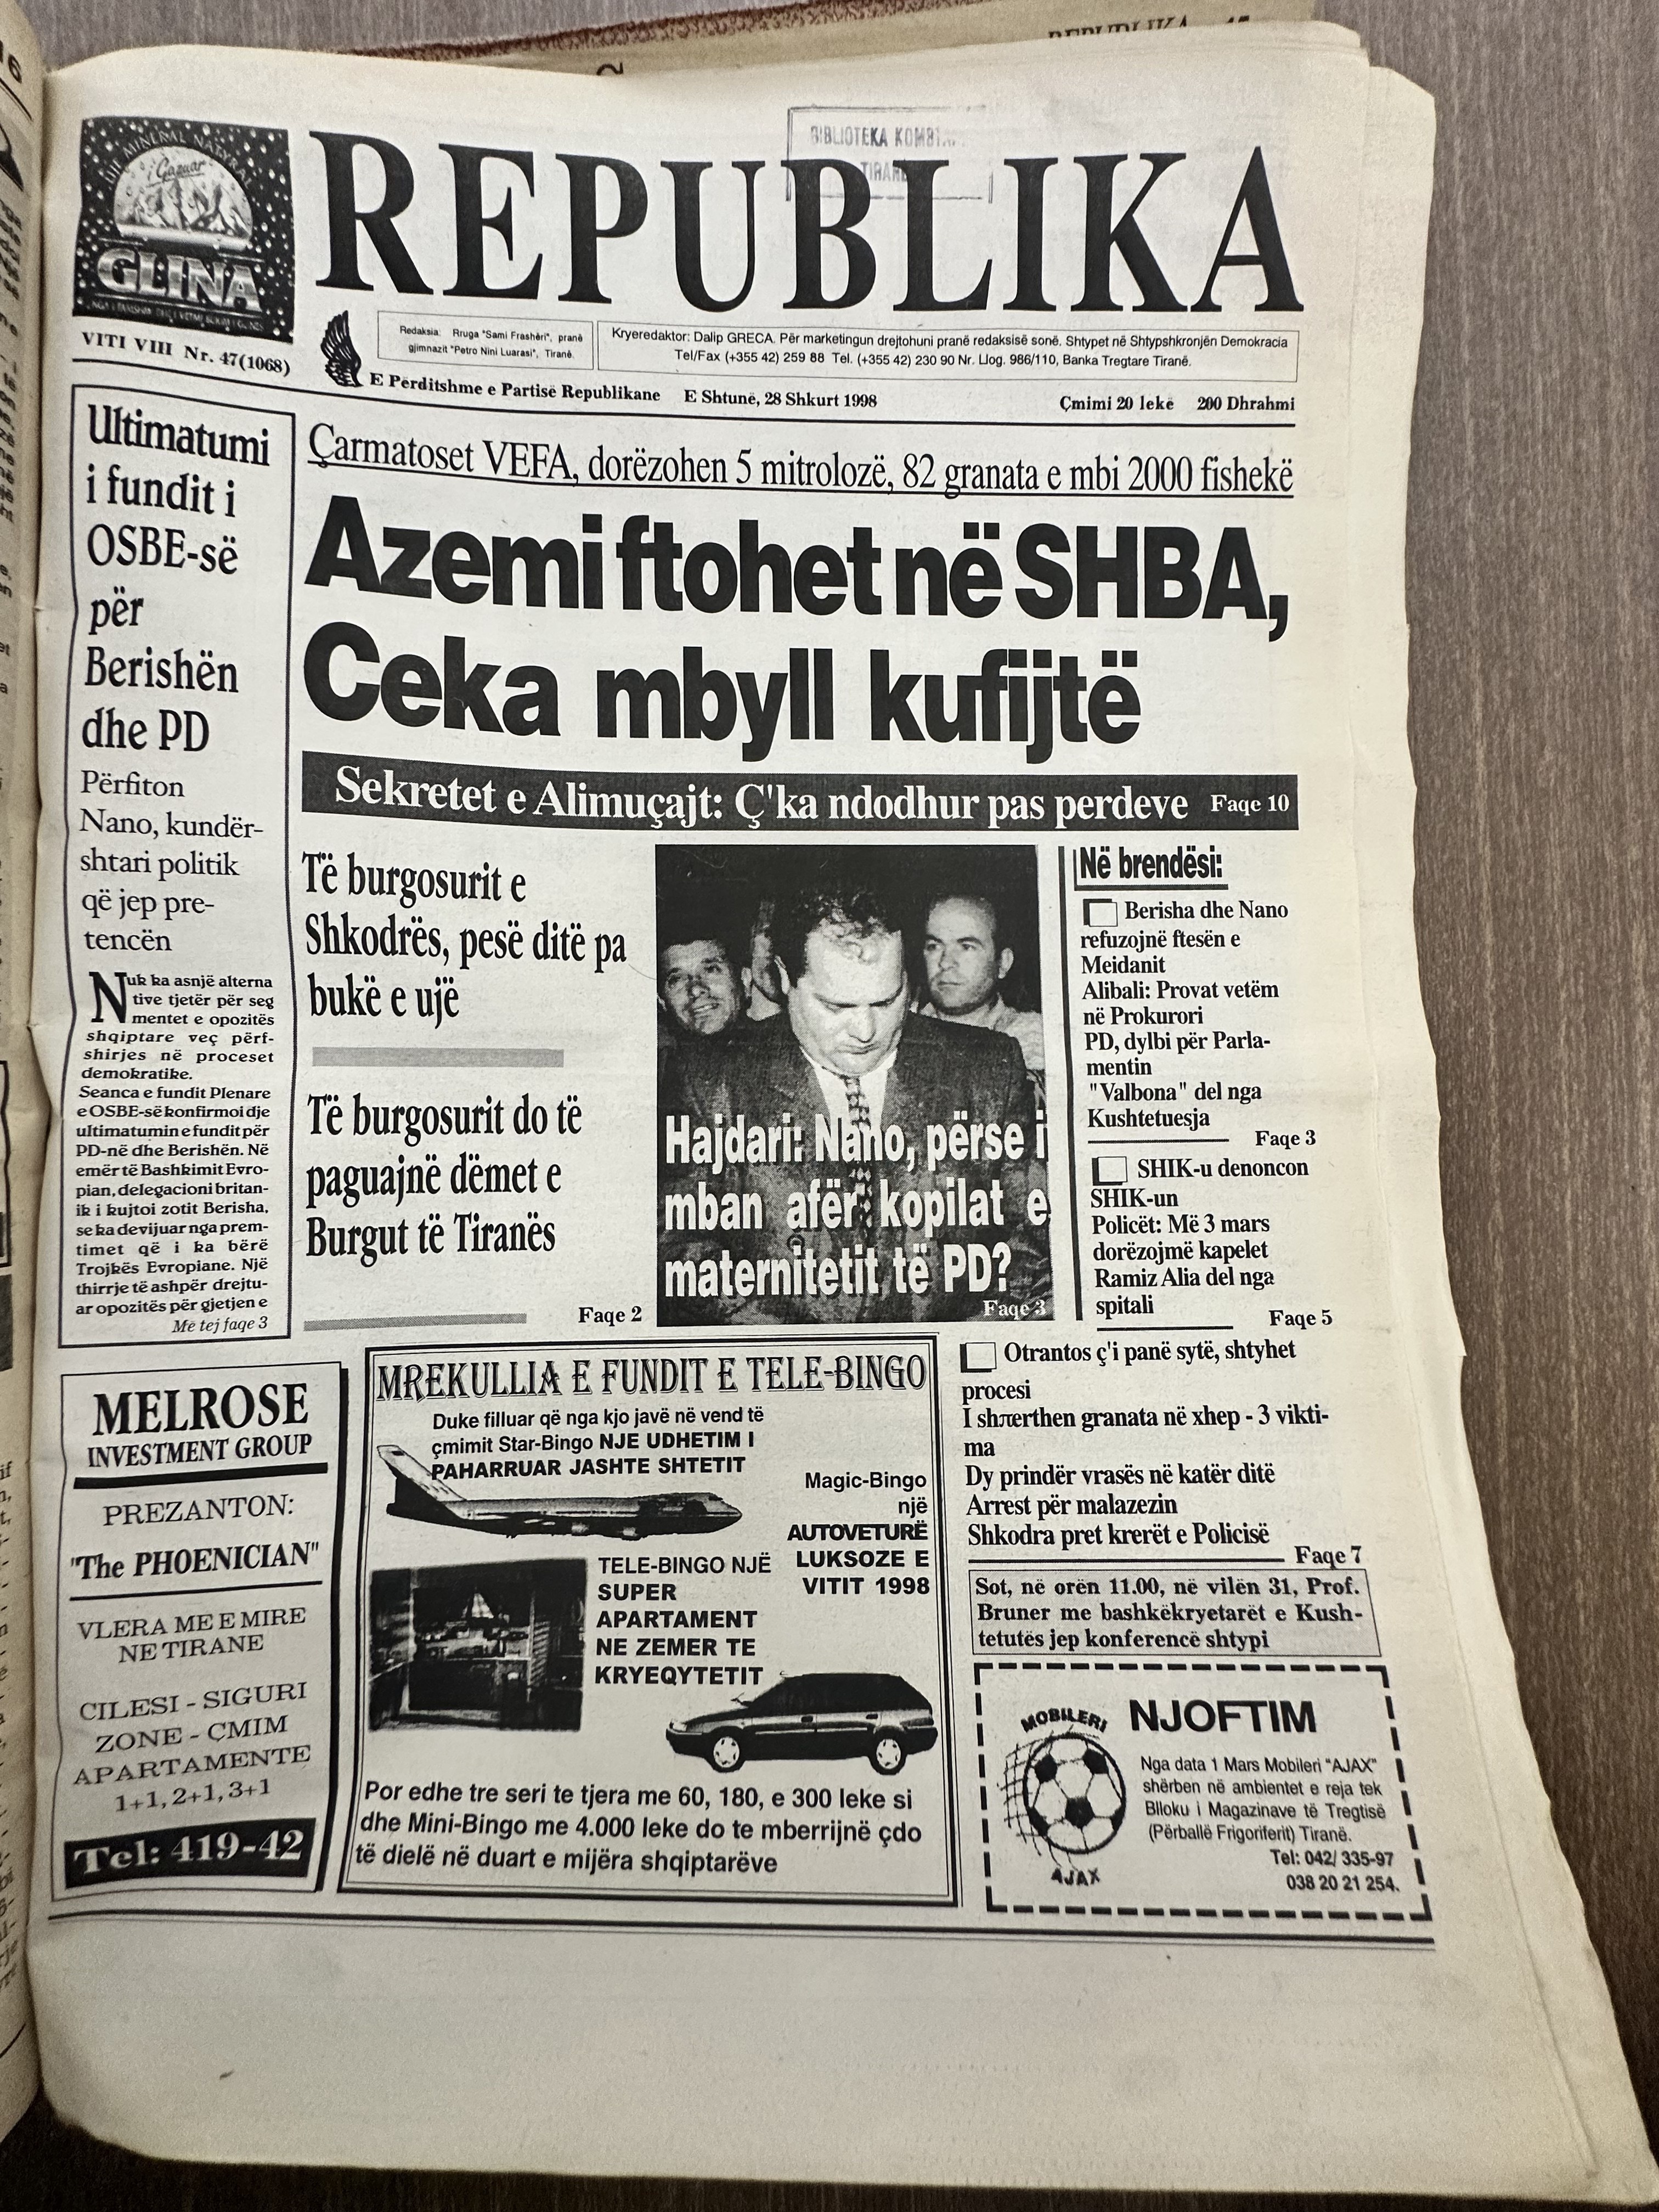 UJE MINERAL NATYRAL
i Gazuar
GLINA
REPUBLIKA
BIBLIOTEKA
TIRANË
VITI VIII Nr. 47(1068)
Redaksia: Rruga "Sami Frashëri", pranë
gjimnazit "Petro Nini Luarasi", Tiranë.
Kryeredaktor: Dalip GRECA. Për marketingun drejtohuni pranë redaksisë sonë. Shtypet në Shtypshkronjën Demokracia
Tel/Fax (+355 42) 259 88 Tel. (+355 42) 230 90 Nr. Llog. 986/110, Banka Tregtare Tiranë.
E Përditshme e Partisë Republikane E Shtunë, 28 Shkurt 1998
Çmimi 20 lekë 200 Dhrahmi
Ultimatumi
i fundit i
OSBE-së
për
Berishën
dhe PD
Përfiton
Nano, kundër-
shtari politik
që jep pre-
tencën
Nuk ka asnjë alterna
tive tjetër për seg
mentet e opozitës
shqiptare veç përf-
shirjes në proceset
demokratike.
Seanca e fundit Plenare
e OSBE-së konfirmoi dje
ultimatumin e fundit për
PD-në dhe Berishën. Në
emër të Bashkimit Evro-
pian, delegacioni britan-
ik i kujtoi zotit Berisha,
se ka devijuar nga prem-
timet që i ka bërë
Trojkës Evropiane. Një
thirrje të ashpër drejtu-
ar opozitës për gjetjen e
Më tej faqe 3
Çarmatoset VEFA, dorëzohen 5 mitrolozë, 82 granata e mbi 2000 fishekë
Azemi ftohet në SHBA,
Ceka mbyll kufijtë
Sekretet e Alimuçajt: Ç'ka ndodhur pas perdeve Faqe 10
Të burgosurit e
Shkodrës, pesë ditë pa
bukë e ujë
Të burgosurit do të
paguajnë dëmet e
Burgut të Tiranës
Faqe 2
Hajdari: Nano, përse i
mban afër kopilat e
maternitetit të PD?
Faqe 3
Në brendësi:
Berisha dhe Nano
refuzojnë ftesën e
Meidanit
Alibali: Provat vetëm
në Prokurori
PD, dylbi për Parla-
mentin
"Valbona" del nga
Kushtetuesja
Faqe 3
SHIK-u denoncon
SHIK-un
Policët: Më 3 mars
dorëzojmë kapelet
Ramiz Alia del nga
spitali
Faqe 5
Otrantos ç'i panë sytë, shtyhet
procesi
I shpërthen granata në xhep - 3 vikti-
ma
Dy prindër vrasës në katër ditë
Arrest për malazezin
Shkodra pret krerët e Policisë
Faqe 7
Sot, në orën 11.00, në vilën 31, Prof.
Bruner me bashkëkryetarët e Kush-
tetutës jep konferencë shtypi
MELROSE
INVESTMENT GROUP
PREZANTON:
"The PHOENICIAN"
VLERA ME E MIRE
NE TIRANE
CILESI - SIGURI
ZONE - ÇMIM
APARTAMENTE
1+1, 2+1, 3+1
Tel: 419-42
MREKULLIA E FUNDIT E TELE-BINGO
Duke filluar që nga kjo javë në vend të
çmimit Star-Bingo NJE UDHETIM I
PAHARRUAR JASHTE SHTETIT
Magic-Bingo
një
AUTOVETURË
LUKSOZE E
VITIT 1998
TELE-BINGO NJË
SUPER
APARTAMENT
NE ZEMER TE
KRYEQYTETIT
Por edhe tre seri te tjera me 60, 180, e 300 leke si
dhe Mini-Bingo me 4.000 leke do te mberrijnë çdo
të dielë në duart e mijëra shqiptarëve
MOBILERI
AJAX
NJOFTIM
Nga data 1 Mars Mobileri "AJAX"
shërben në ambientet e reja tek
Blloku i Magazinave të Tregtisë
(Përballë Frigoriferit) Tiranë.
Tel: 042/ 335-97
038 20 21 254.